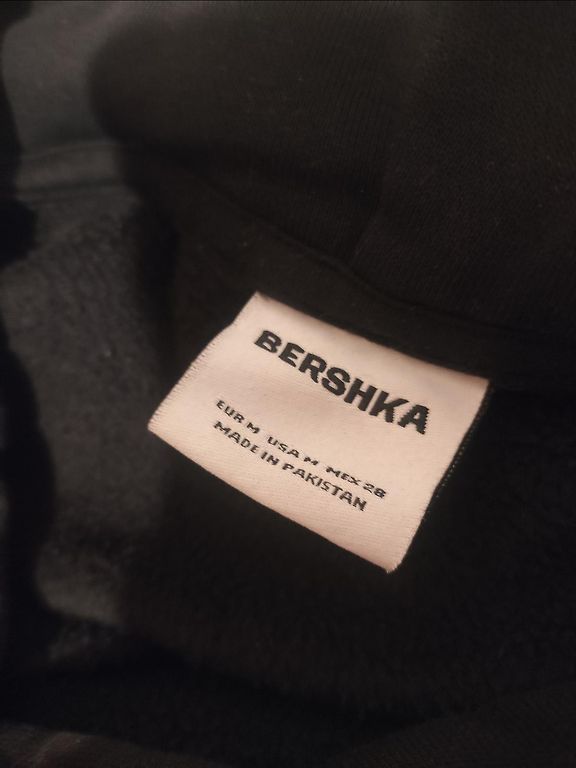 BERSHKA
EUR M USA M MEX 28
MADE IN PAKISTAN